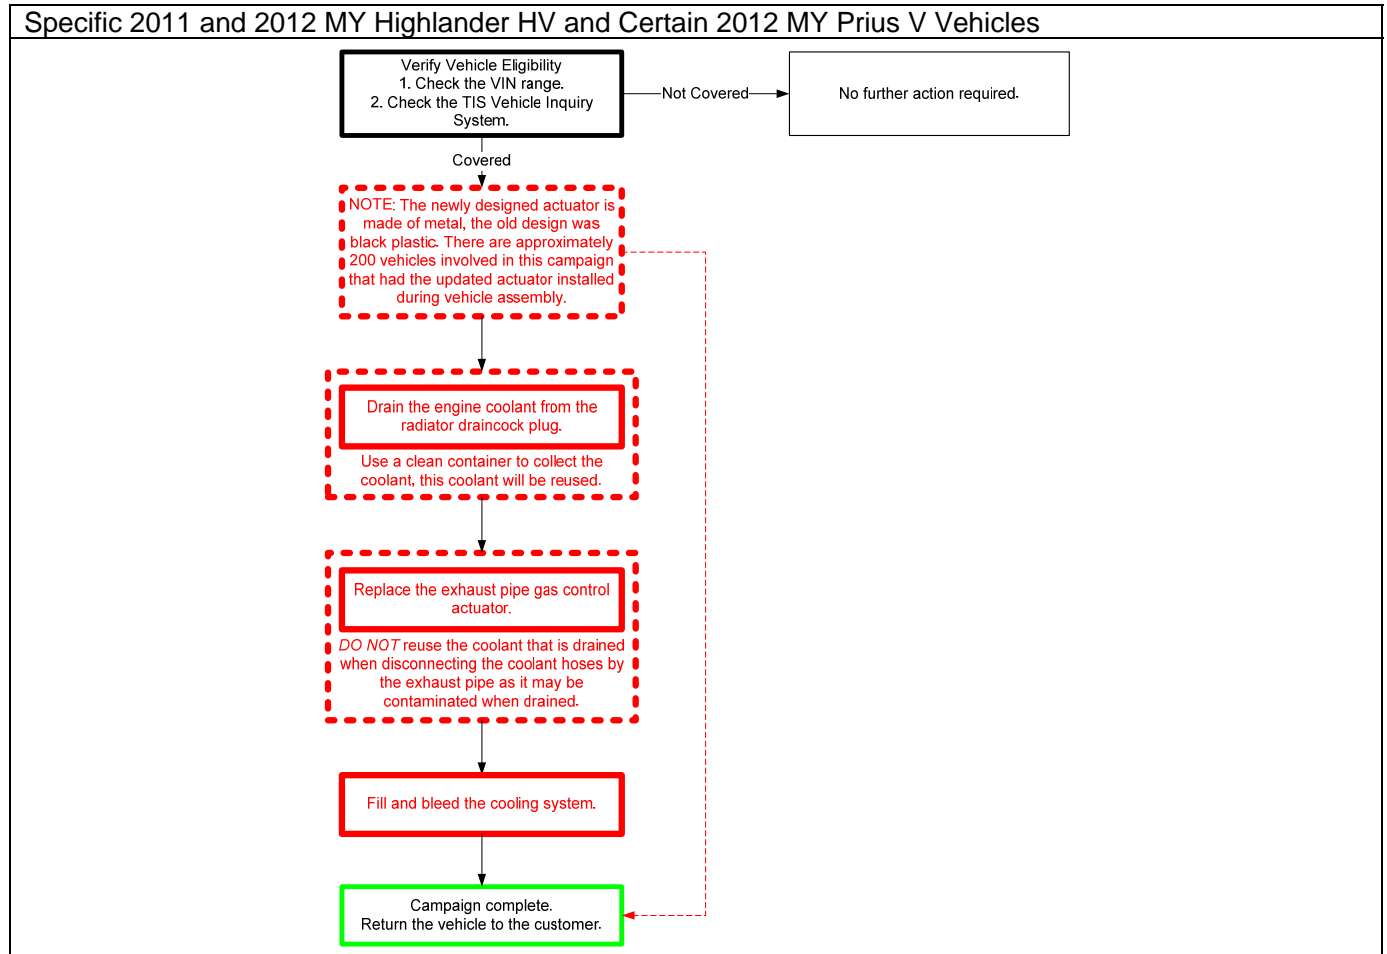 Specific 2011 and 2012 MY Highlander HV and Certain 2012 MY Prius V Vehicles
Verify Vehicle Eligibility
1. Check the VIN range.
2. Check the TIS Vehicle Inquiry
System.
Not Covered
No further action required.
Covered
NOTE: The newly designed actuator is
made of metal, the old design was
black plastic. There are approximately
200 vehicles involved in this campaign
that had the updated actuator installed
during vehicle assembly.
Drain the engine coolant from the
radiator draincock plug.
Use a clean container to collect the
coolant, this coolant will be reused.
Replace the exhaust pipe gas control
actuator.
DO NOT reuse the coolant that is drained
when disconnecting the coolant hoses by
the exhaust pipe as it may be
contaminated when drained.
Fill and bleed the cooling system.
Campaign complete.
Return the vehicle to the customer.